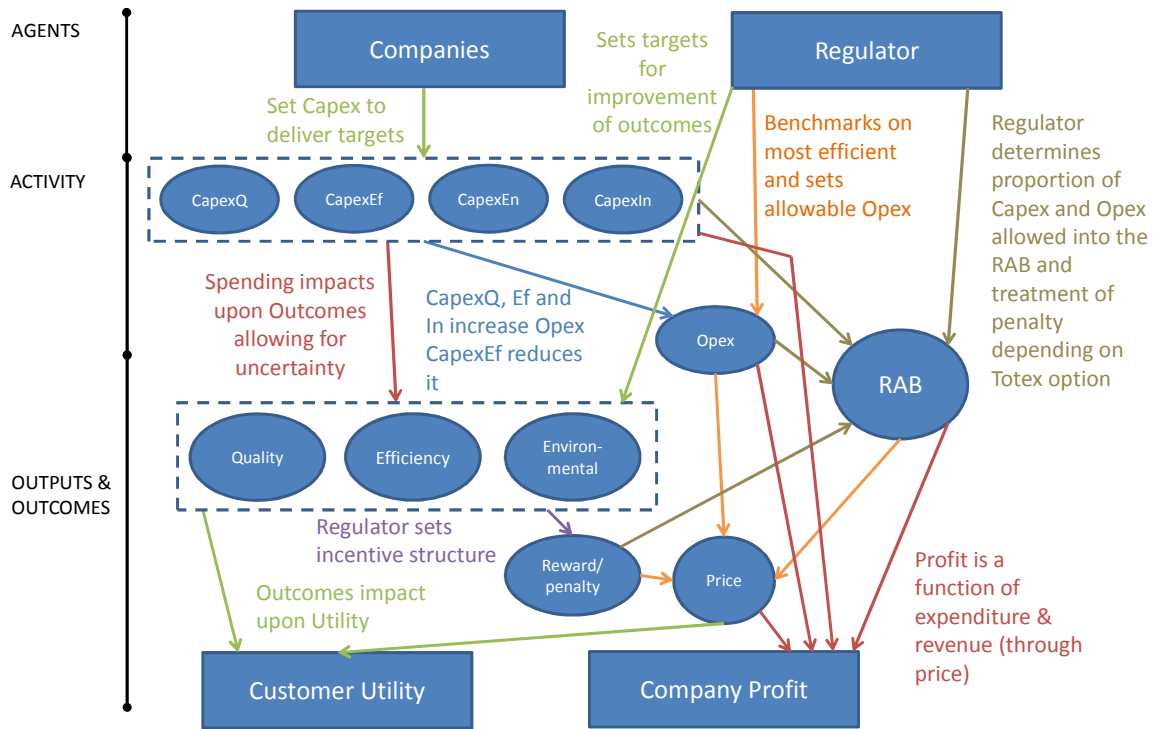 AGENTS
Companies
Regulator
Sets targets
for
improvement
of outcomes
Set Capex to
deliver targets
Benchmarks on
most efficient
and sets
allowable Opex
Regulator
determines
proportion of
Capex and Opex
allowed into the
RAB and
treatment of
penalty
depending on
Totex option
ACTIVITY
CapexQ
CapexEf
CapexEn
CapexIn
Spending impacts
upon Outcomes
allowing for
uncertainty
CapexQ, Ef and
In increase Opex
CapexEf reduces
it
Opex
RAB
OUTPUTS &
OUTCOMES
Quality
Efficiency
Environ-
mental
Regulator sets
incentive structure
Reward/
penalty
Price
Profit is a
function of
expenditure &
revenue (through
price)
Outcomes impact
upon Utility
Customer Utility
Company Profit